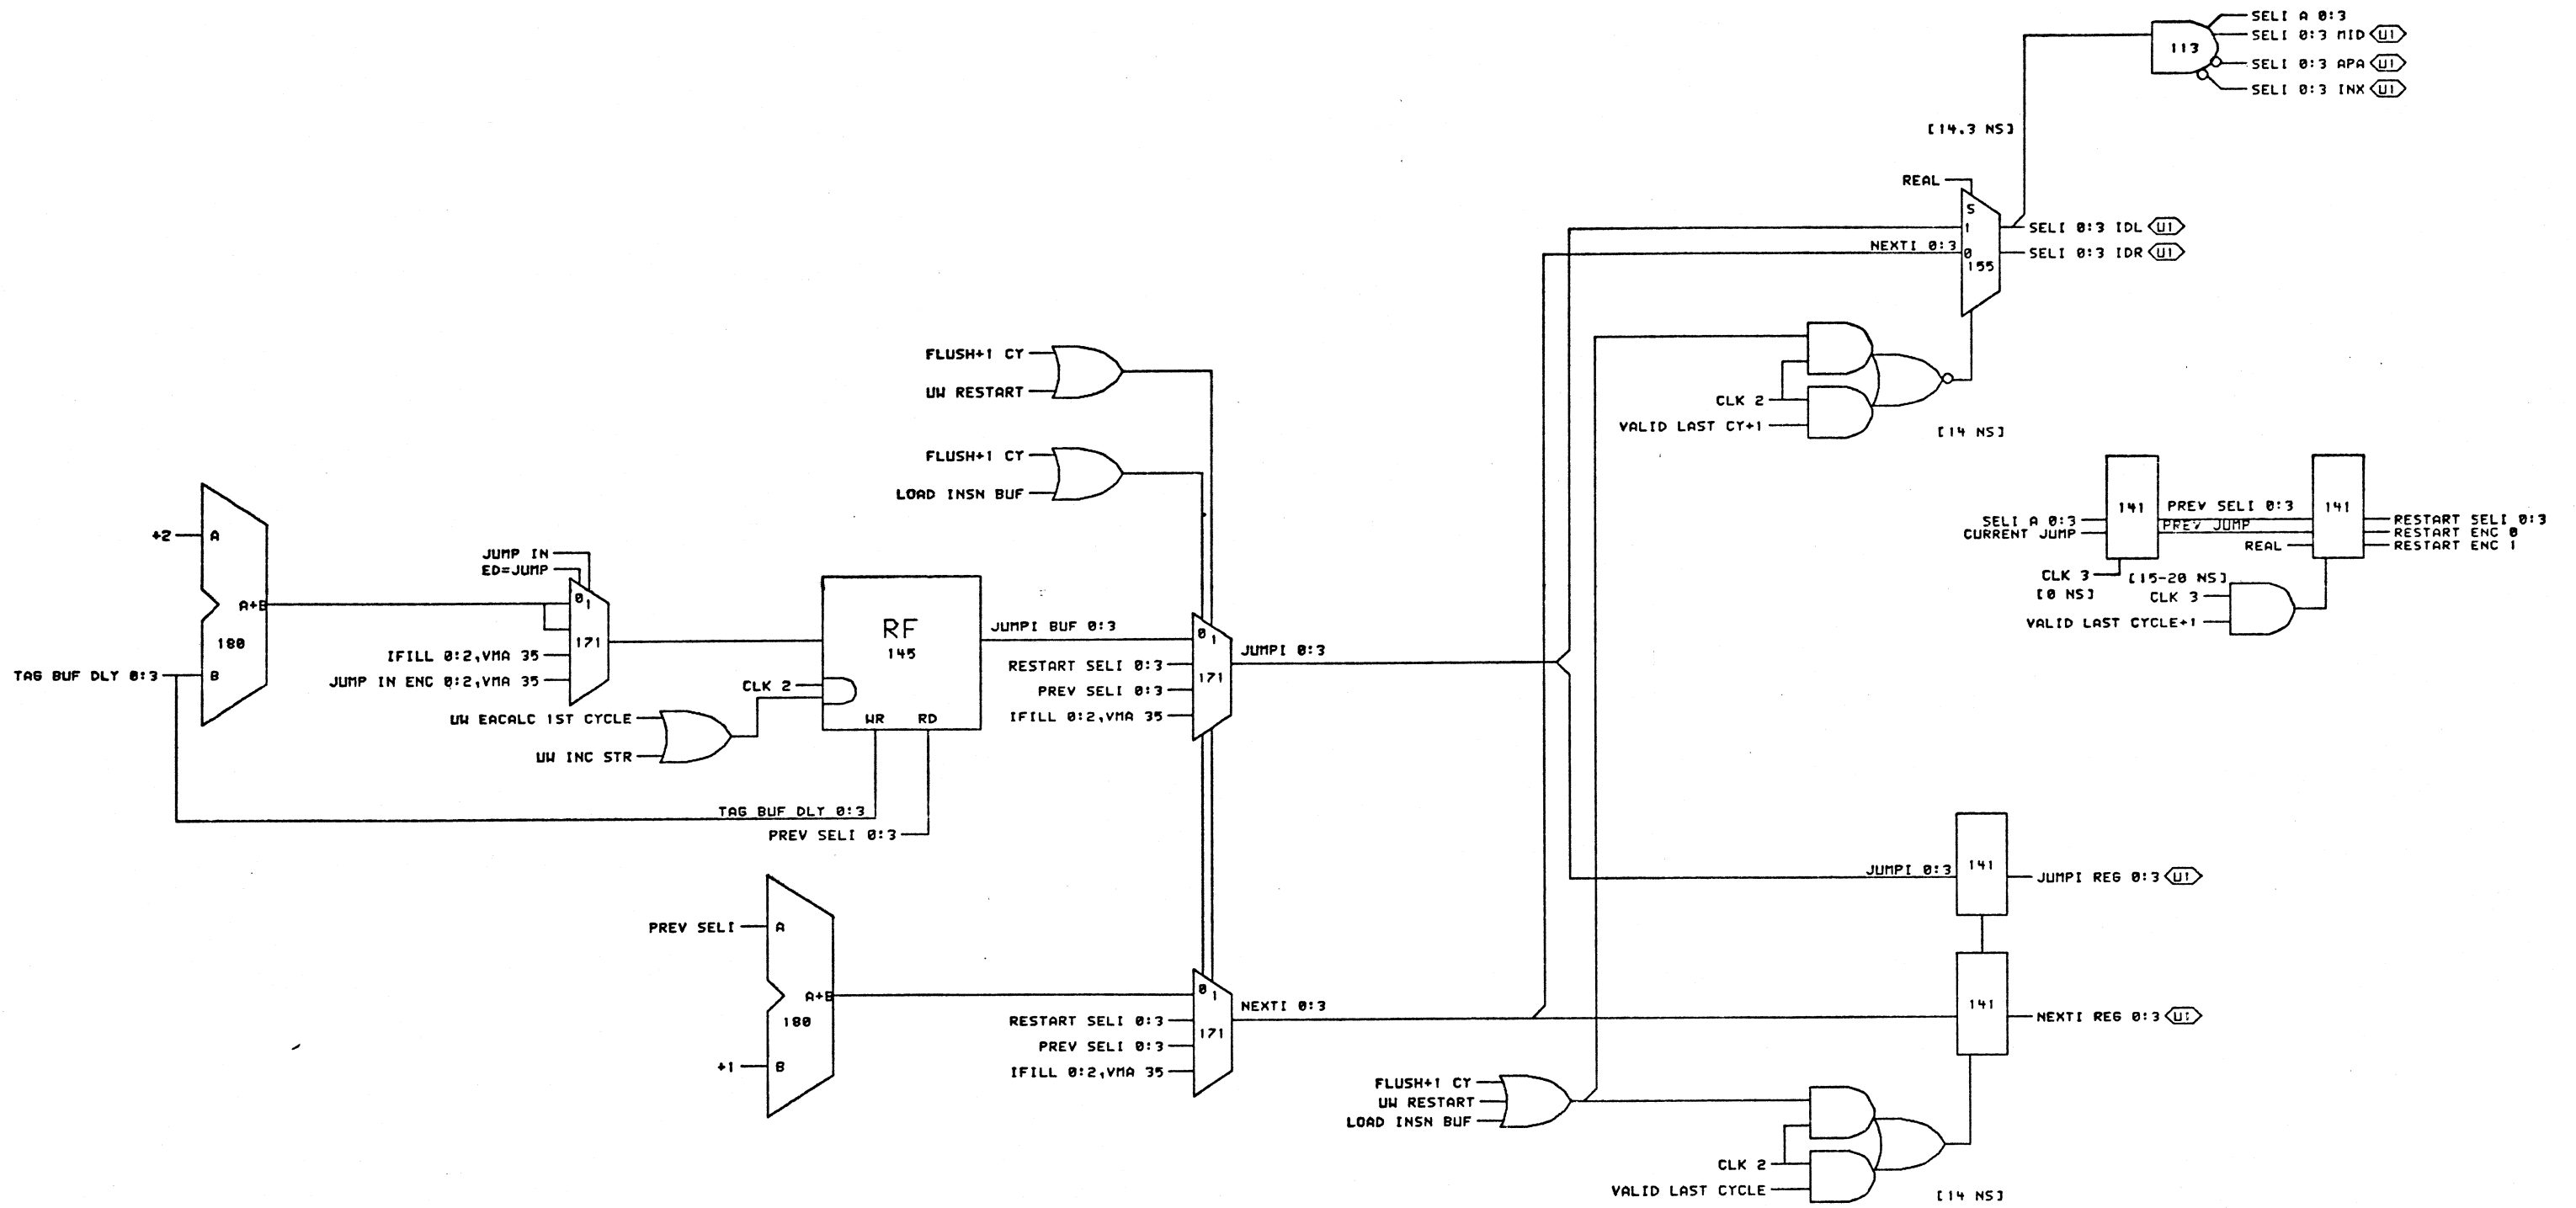 SELI A 0:3
SELI 0:3 MID U1
113
SELI 0:3 APA U1
SELI 0:3 INX U1
[14.3 NS]
REAL
S
1
SELI 0:3 IDL U1
NEXTI 0:3
0
SELI 0:3 IDR U1
155
FLUSH+1 CY
UW RESTART
CLK 2
VALID LAST CY+1
[14 NS]
FLUSH+1 CY
LOAD INSN BUF
141
PREV SELI 0:3
141
SELI A 0:3
PREV JUMP
RESTART SELI 0:3
CURRENT JUMP
RESTART ENC 0
REAL
RESTART ENC 1
CLK 3
[15-20 NS]
[0 NS]
CLK 3
VALID LAST CYCLE+1
+2
A
JUMP IN
ED=JUMP
A+B
0 1
180
171
IFILL 0:2,VMA 35
TAG BUF DLY 0:3
B
JUMP IN ENC 0:2,VMA 35
RF
145
JUMPI BUF 0:3
0 1
JUMPI 0:3
RESTART SELI 0:3
171
CLK 2
PREV SELI 0:3
UW EACALC 1ST CYCLE
WR RD
IFILL 0:2,VMA 35
UW INC STR
TAG BUF DLY 0:3
PREV SELI 0:3
JUMPI 0:3
141
JUMPI REG 0:3 U1
PREV SELI
A
A+B
0 1
NEXTI 0:3
180
RESTART SELI 0:3
171
141
NEXTI REG 0:3 U1
PREV SELI 0:3
+1
B
IFILL 0:2,VMA 35
FLUSH+1 CY
UW RESTART
LOAD INSN BUF
CLK 2
VALID LAST CYCLE
[14 NS]